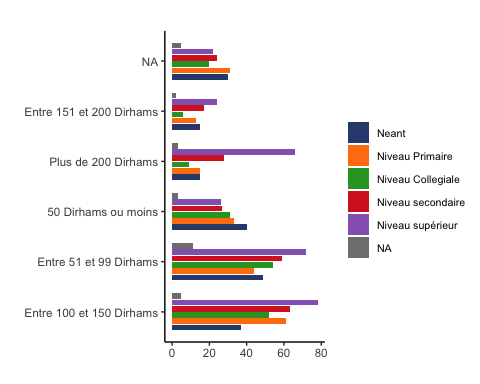 NA
Entre 151 et 200 Dirhams
Plus de 200 Dirhams
50 Dirhams ou moins
Entre 51 et 99 Dirhams
Entre 100 et 150 Dirhams
0 20 40 60 80
Neant
Niveau Primaire
Niveau Collegiale
Niveau secondaire
Niveau supérieur
NA